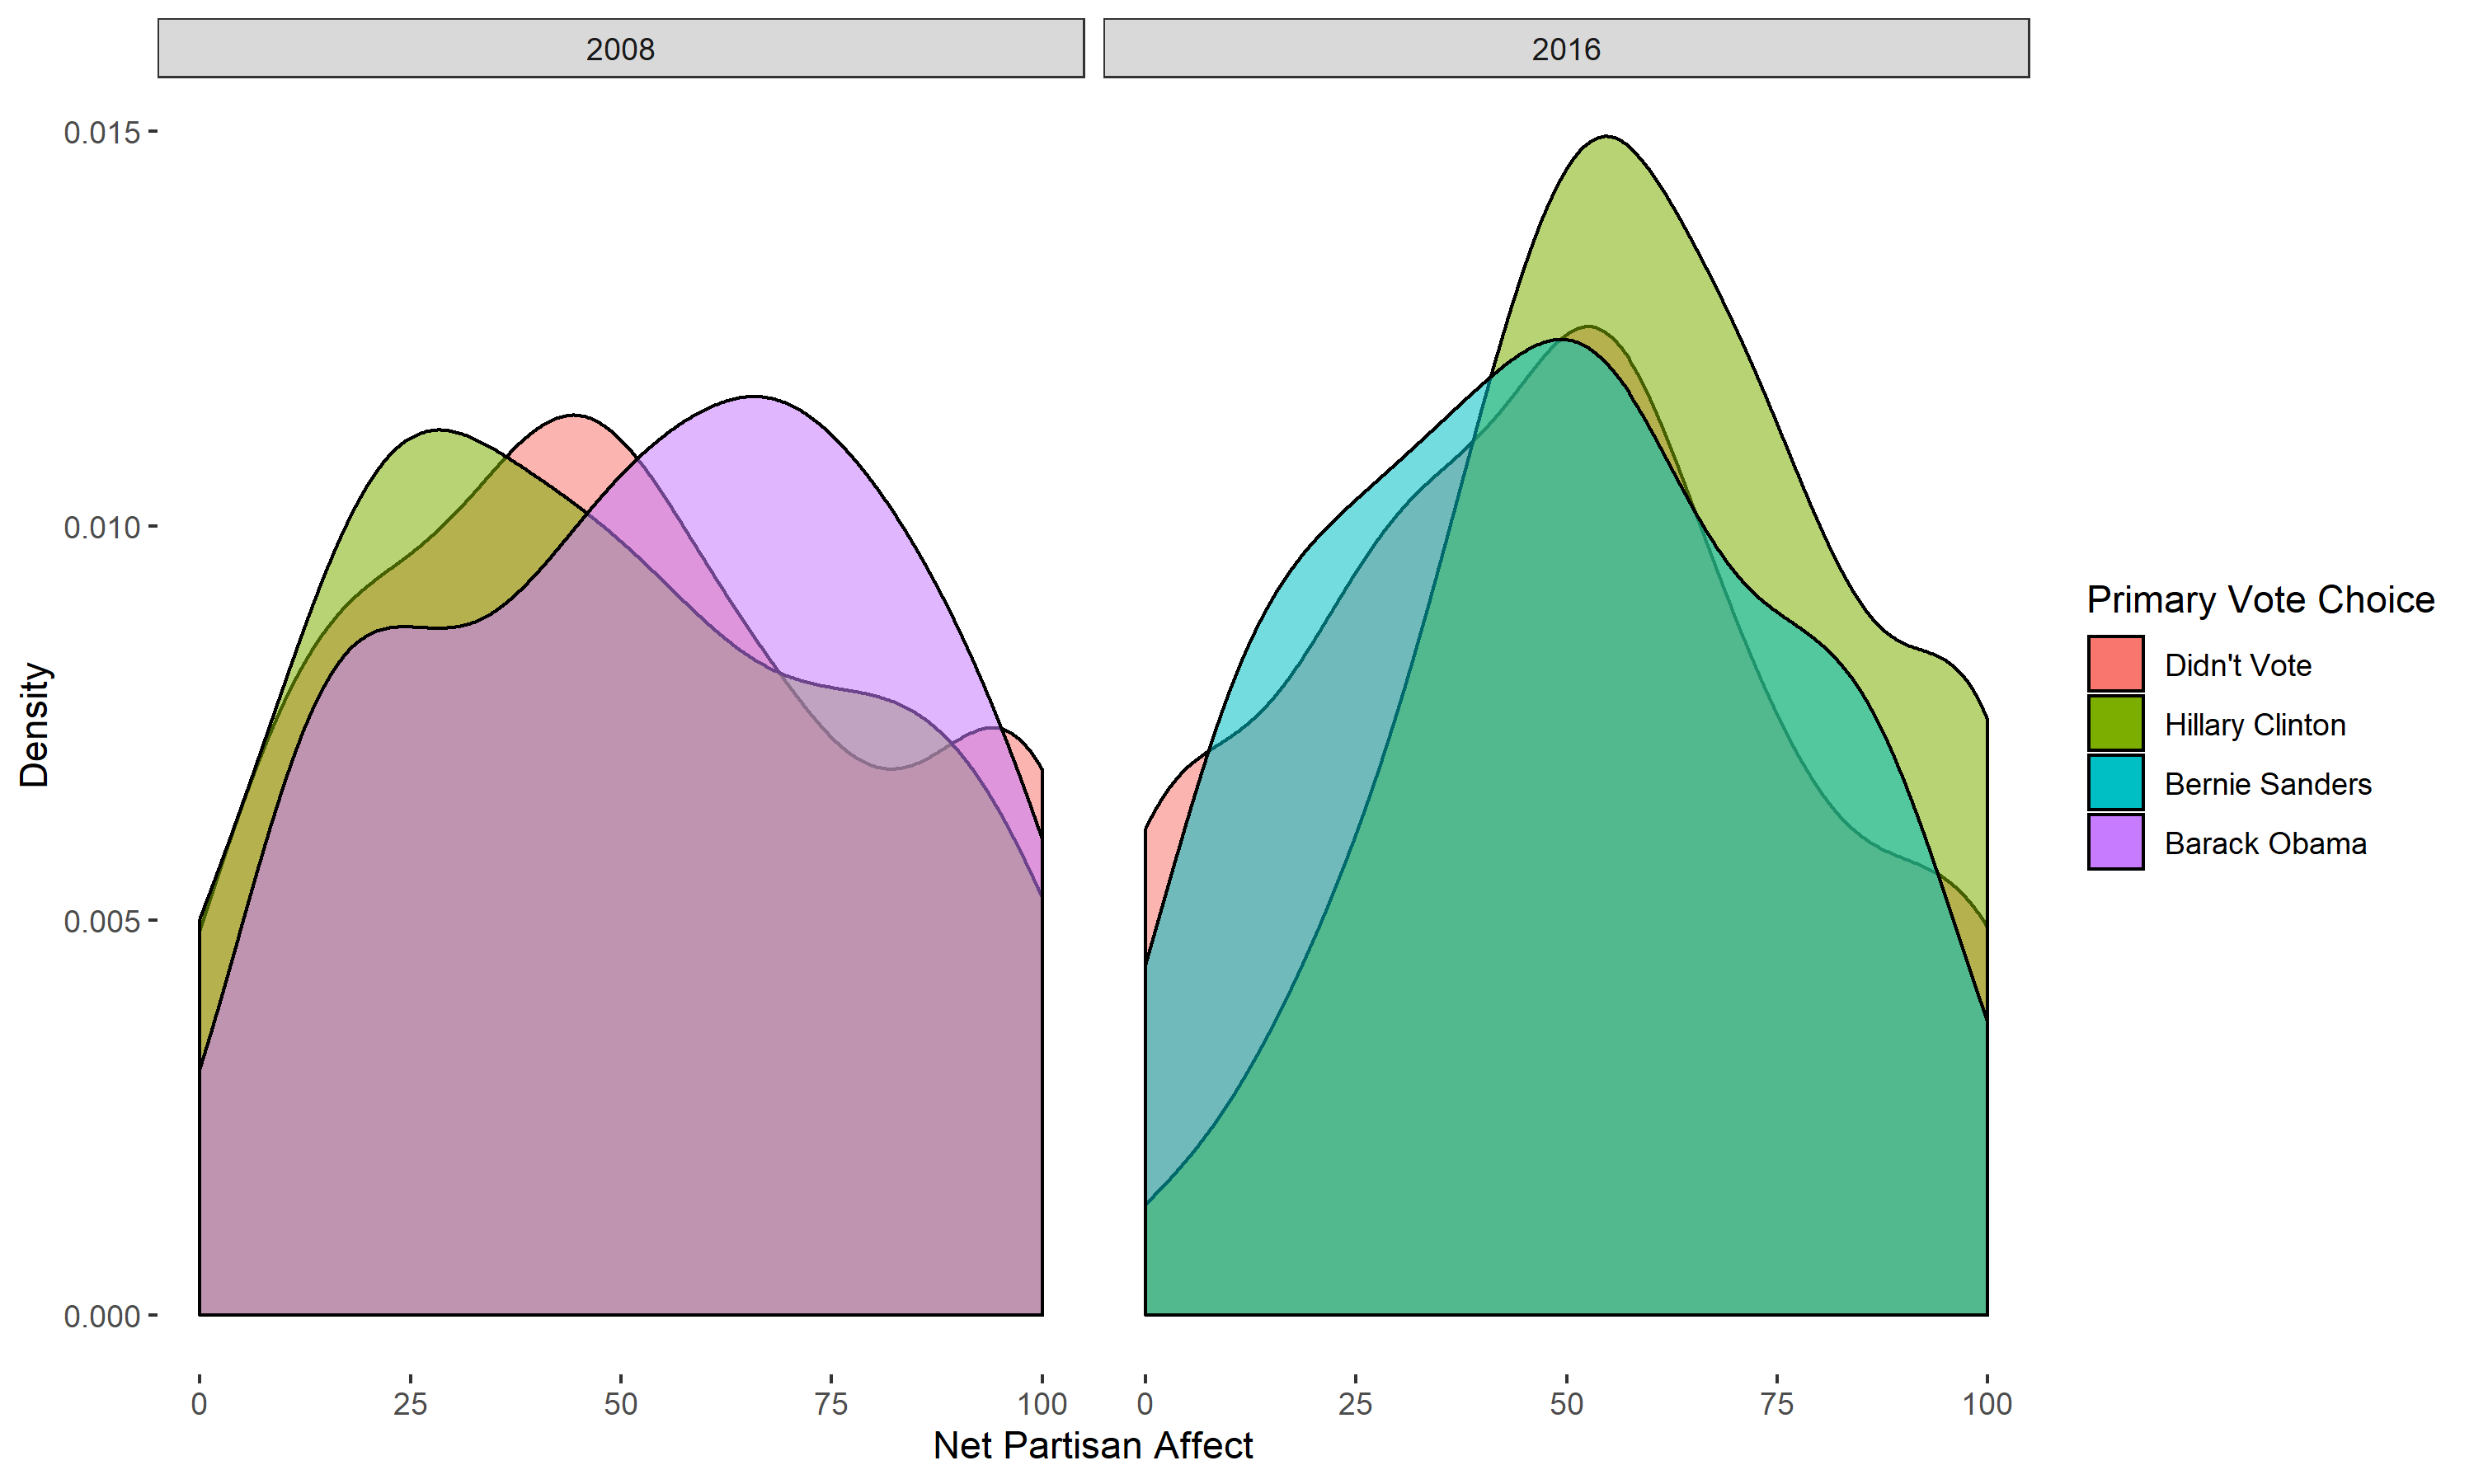 2008
2016
0.015
0.010
0.005
0.000
Density
0 25 50 75 100
0 25 50 75 100
Net Partisan Affect
Primary Vote Choice
Didn't Vote
Hillary Clinton
Bernie Sanders
Barack Obama